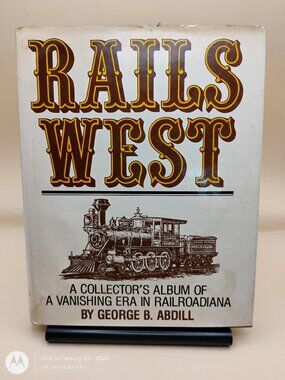 RAILS
WEST
A COLLECTOR'S ALBUM OF
A VANISHING ERA IN RAILROADIANA
BY GEORGE B. ABDILL